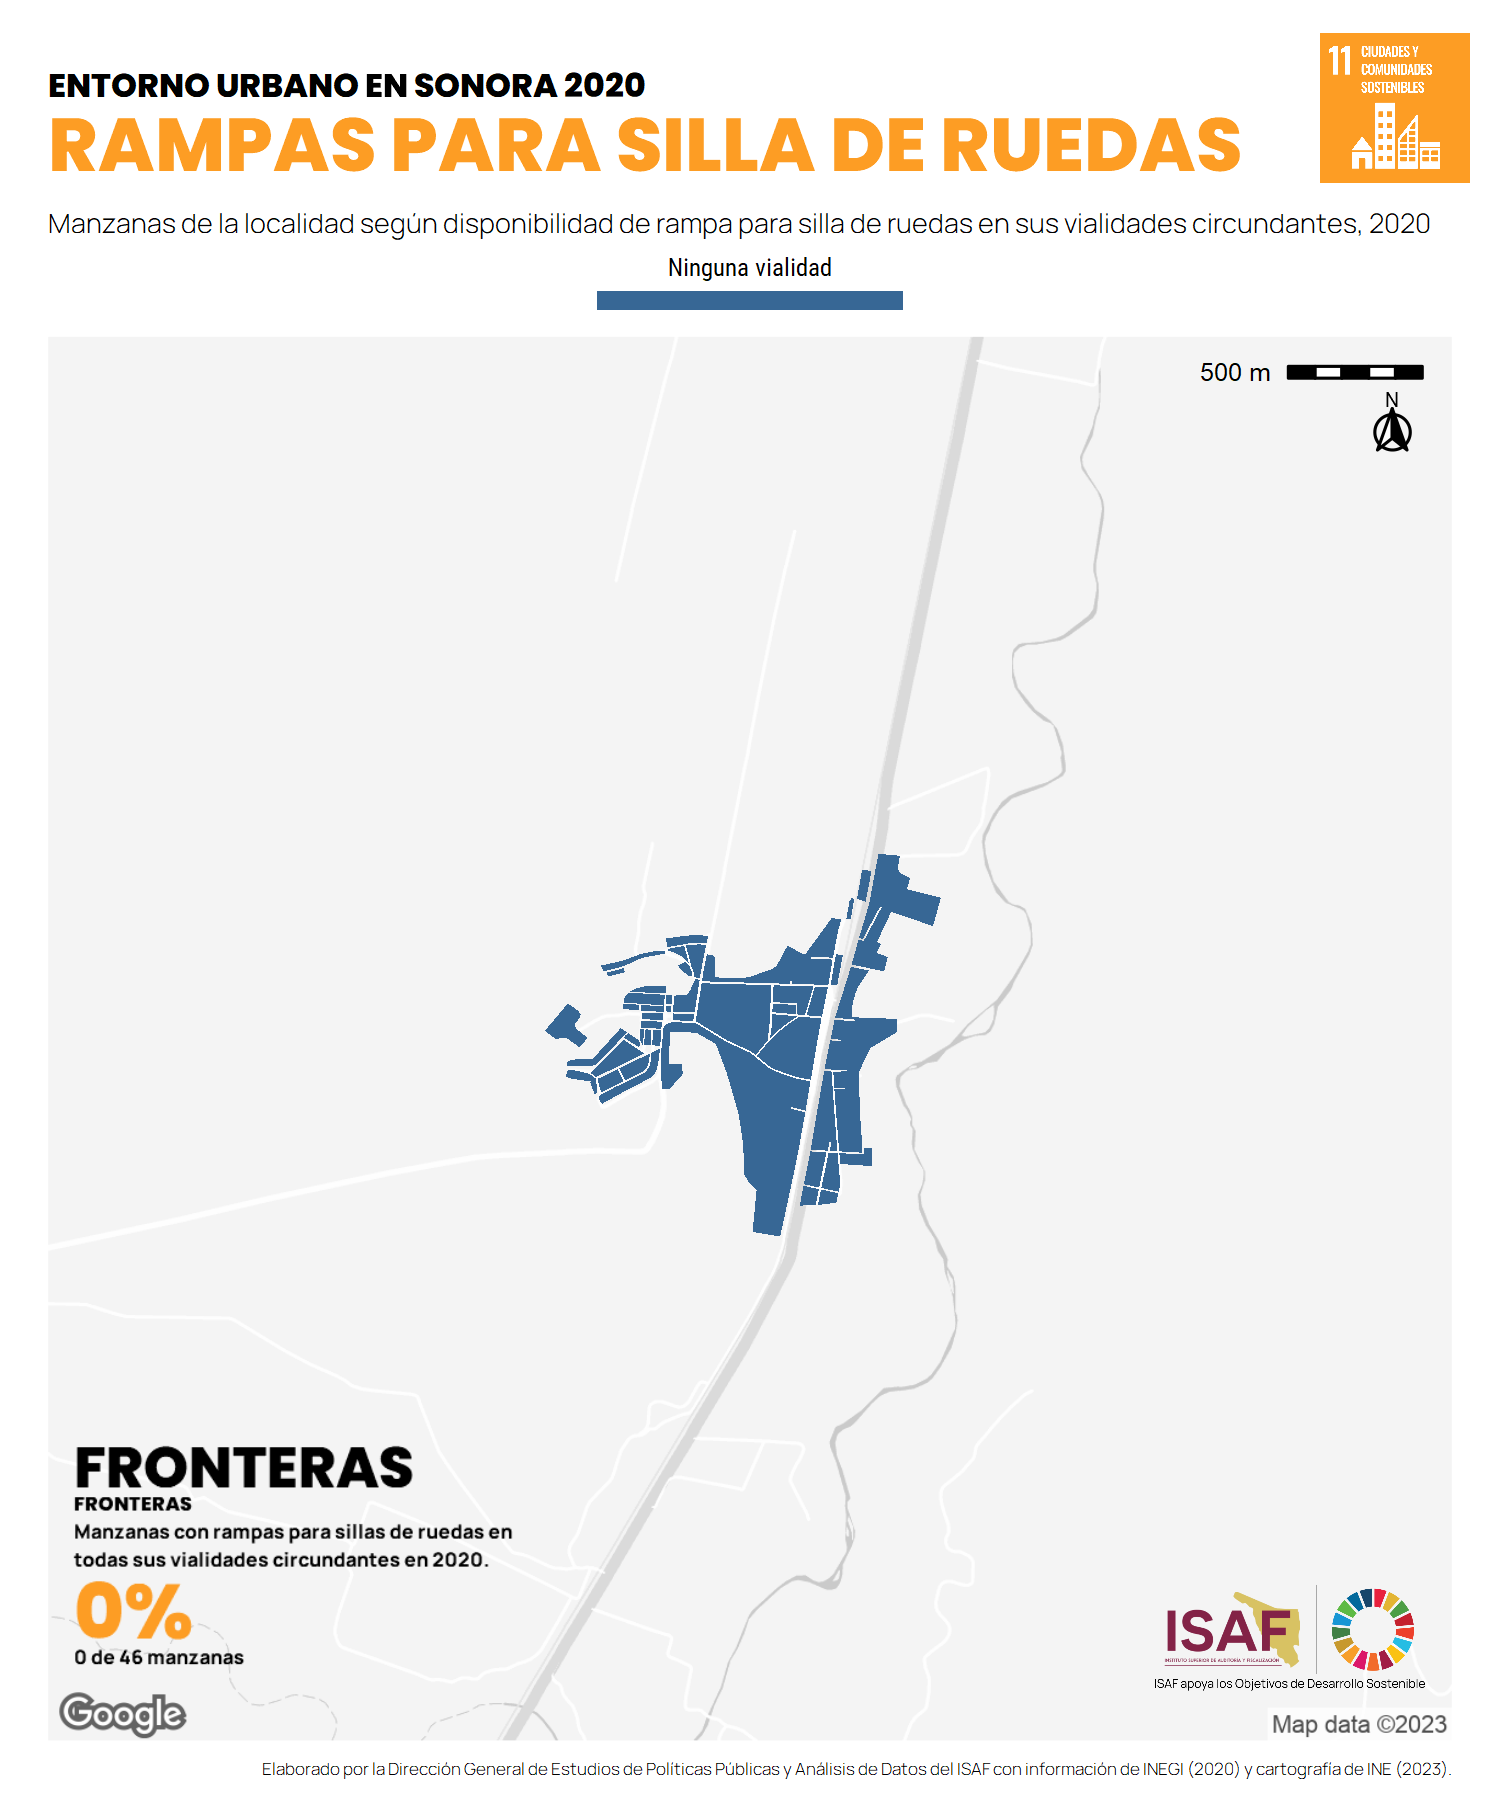 ENTORNO URBANO EN SONORA 2020
RAMPAS PARA SILLA DE RUEDAS
11 CIUDADES Y
COMUNIDADES
SOSTENIBLES
Manzanas de la localidad según disponibilidad de rampa para silla de ruedas en sus vialidades circundantes, 2020
Ninguna vialidad
500 m
N
FRONTERAS
FRONTERAS
Manzanas con rampas para sillas de ruedas en
todas sus vialidades circundantes en 2020.
0%
0 de 46 manzanas
ISAF
INSTITUTO SUPERIOR DE AUDITORÍA Y FISCALIZACIÓN
ISAF apoya los Objetivos de Desarrollo Sostenible
Google
Map data ©2023
Elaborado por la Dirección General de Estudios de Políticas Públicas y Análisis de Datos del ISAF con información de INEGI (2020) y cartografía de INE (2023).